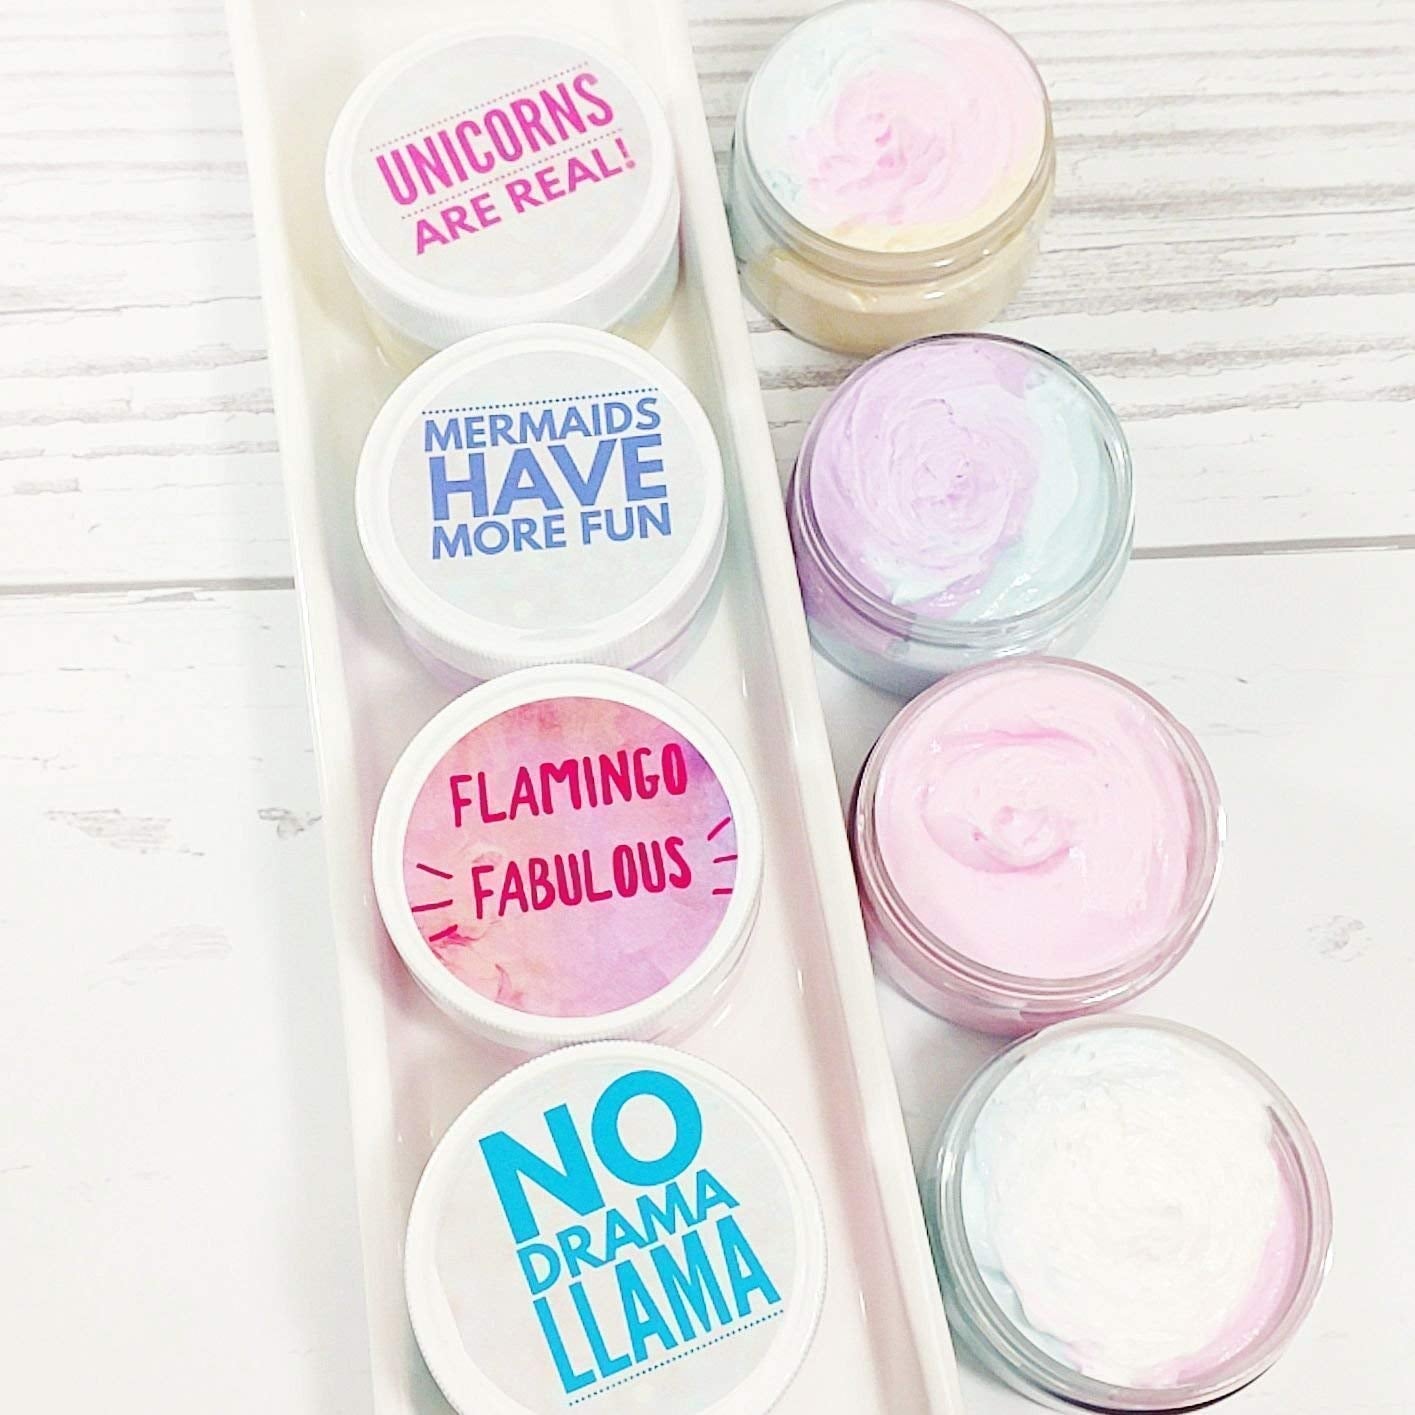 UNICORNS
ARE REAL!
MERMAIDS
HAVE
MORE FUN
FLAMINGO
FABULOUS
NO
DRAMA
LLAMA